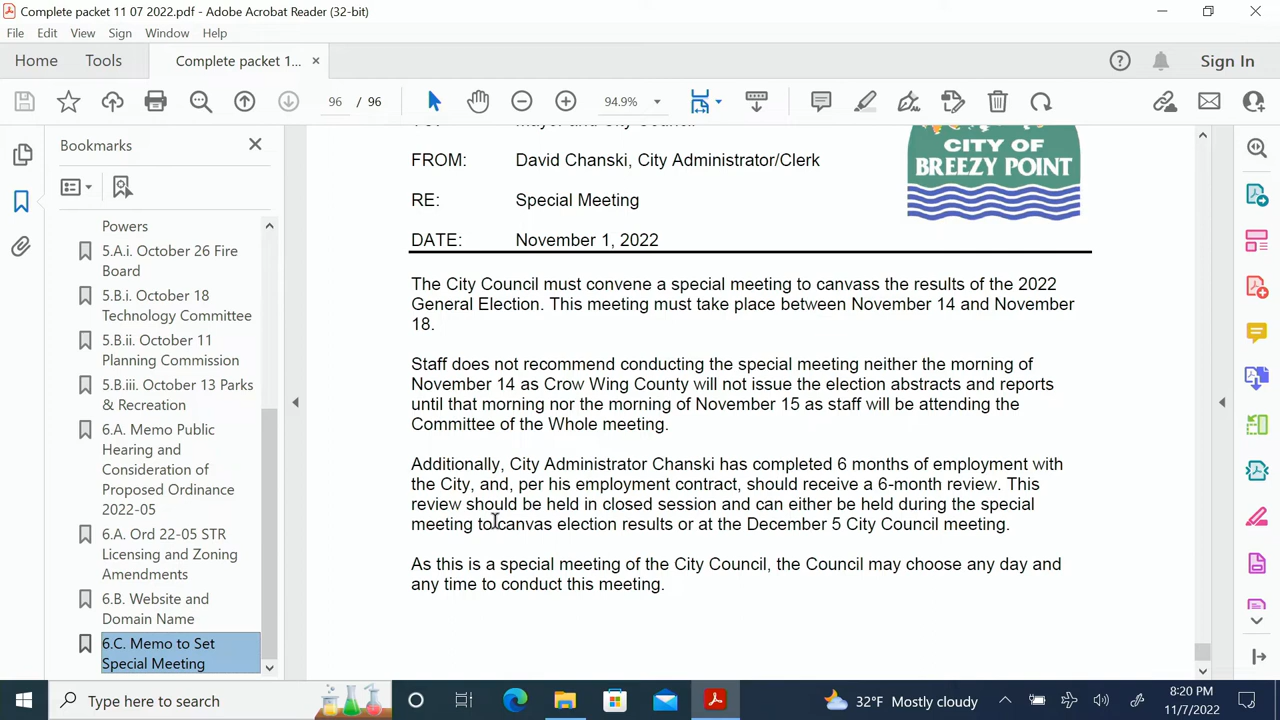 Complete packet 11 07 2022.pdf - Adobe Acrobat Reader (32-bit)
File Edit View Sign Window Help
Home Tools Complete packet 1... × Sign In
96 / 96 94.9%
Bookmarks
Powers
5.A.i. October 26 Fire
Board
5.B.i. October 18
Technology Committee
5.B.ii. October 11
Planning Commission
5.B.iii. October 13 Parks
& Recreation
6.A. Memo Public
Hearing and
Consideration of
Proposed Ordinance
2022-05
6.A. Ord 22-05 STR
Licensing and Zoning
Amendments
6.B. Website and
Domain Name
6.C. Memo to Set
Special Meeting
TO: Mayor and City Council
FROM: David Chanski, City Administrator/Clerk
RE: Special Meeting
DATE: November 1, 2022
CITY OF
BREEZY POINT
The City Council must convene a special meeting to canvass the results of the 2022
General Election. This meeting must take place between November 14 and November
18.
Staff does not recommend conducting the special meeting neither the morning of
November 14 as Crow Wing County will not issue the election abstracts and reports
until that morning nor the morning of November 15 as staff will be attending the
Committee of the Whole meeting.
Additionally, City Administrator Chanski has completed 6 months of employment with
the City, and, per his employment contract, should receive a 6-month review. This
review should be held in closed session and can either be held during the special
meeting to canvas election results or at the December 5 City Council meeting.
As this is a special meeting of the City Council, the Council may choose any day and
any time to conduct this meeting.
Type here to search
32°F Mostly cloudy
8:20 PM
11/7/2022